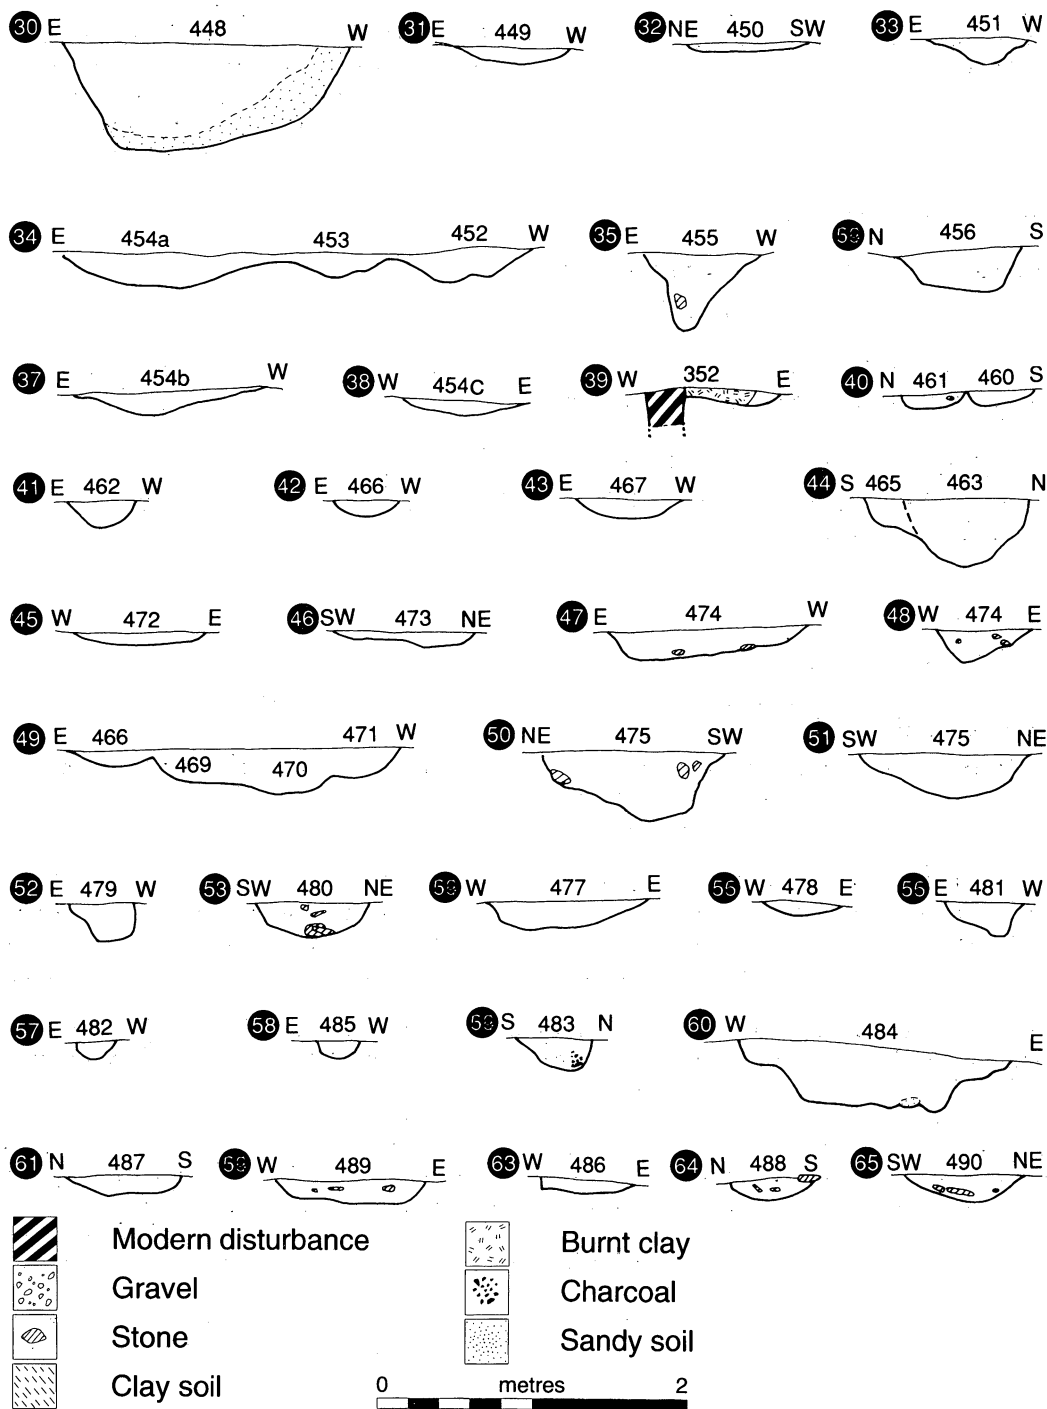 30 E 448 W 31 E 449 W 32 NE 450 SW 33 E 451 W
34 E 454a 453 452 W 35 E 455 W N 456 S
37 E 454b W 38 W 454C E 39 W 352 E 40 N 461 460 S
41 E 462 W 42 E 466 W 43 E 467 W 44 S 465 463 N
45 W 472 E 46 SW 473 NE 47 E 474 W 48 W 474 E
49 E 466 469 470 471 W 50 NE 475 SW 51 SW 475 NE
52 E 479 W 53 SW 480 NE W 477 E W 478 E E 481 W
57 E 482 W 58 E 485 W S 483 N 60 W 484 E
61 N 487 S W 489 E 63 W 486 E 64 N 488 S 65 SW 490 NE
Modern disturbance
Gravel
Stone
Clay soil
Burnt clay
Charcoal
Sandy soil
0 metres 2